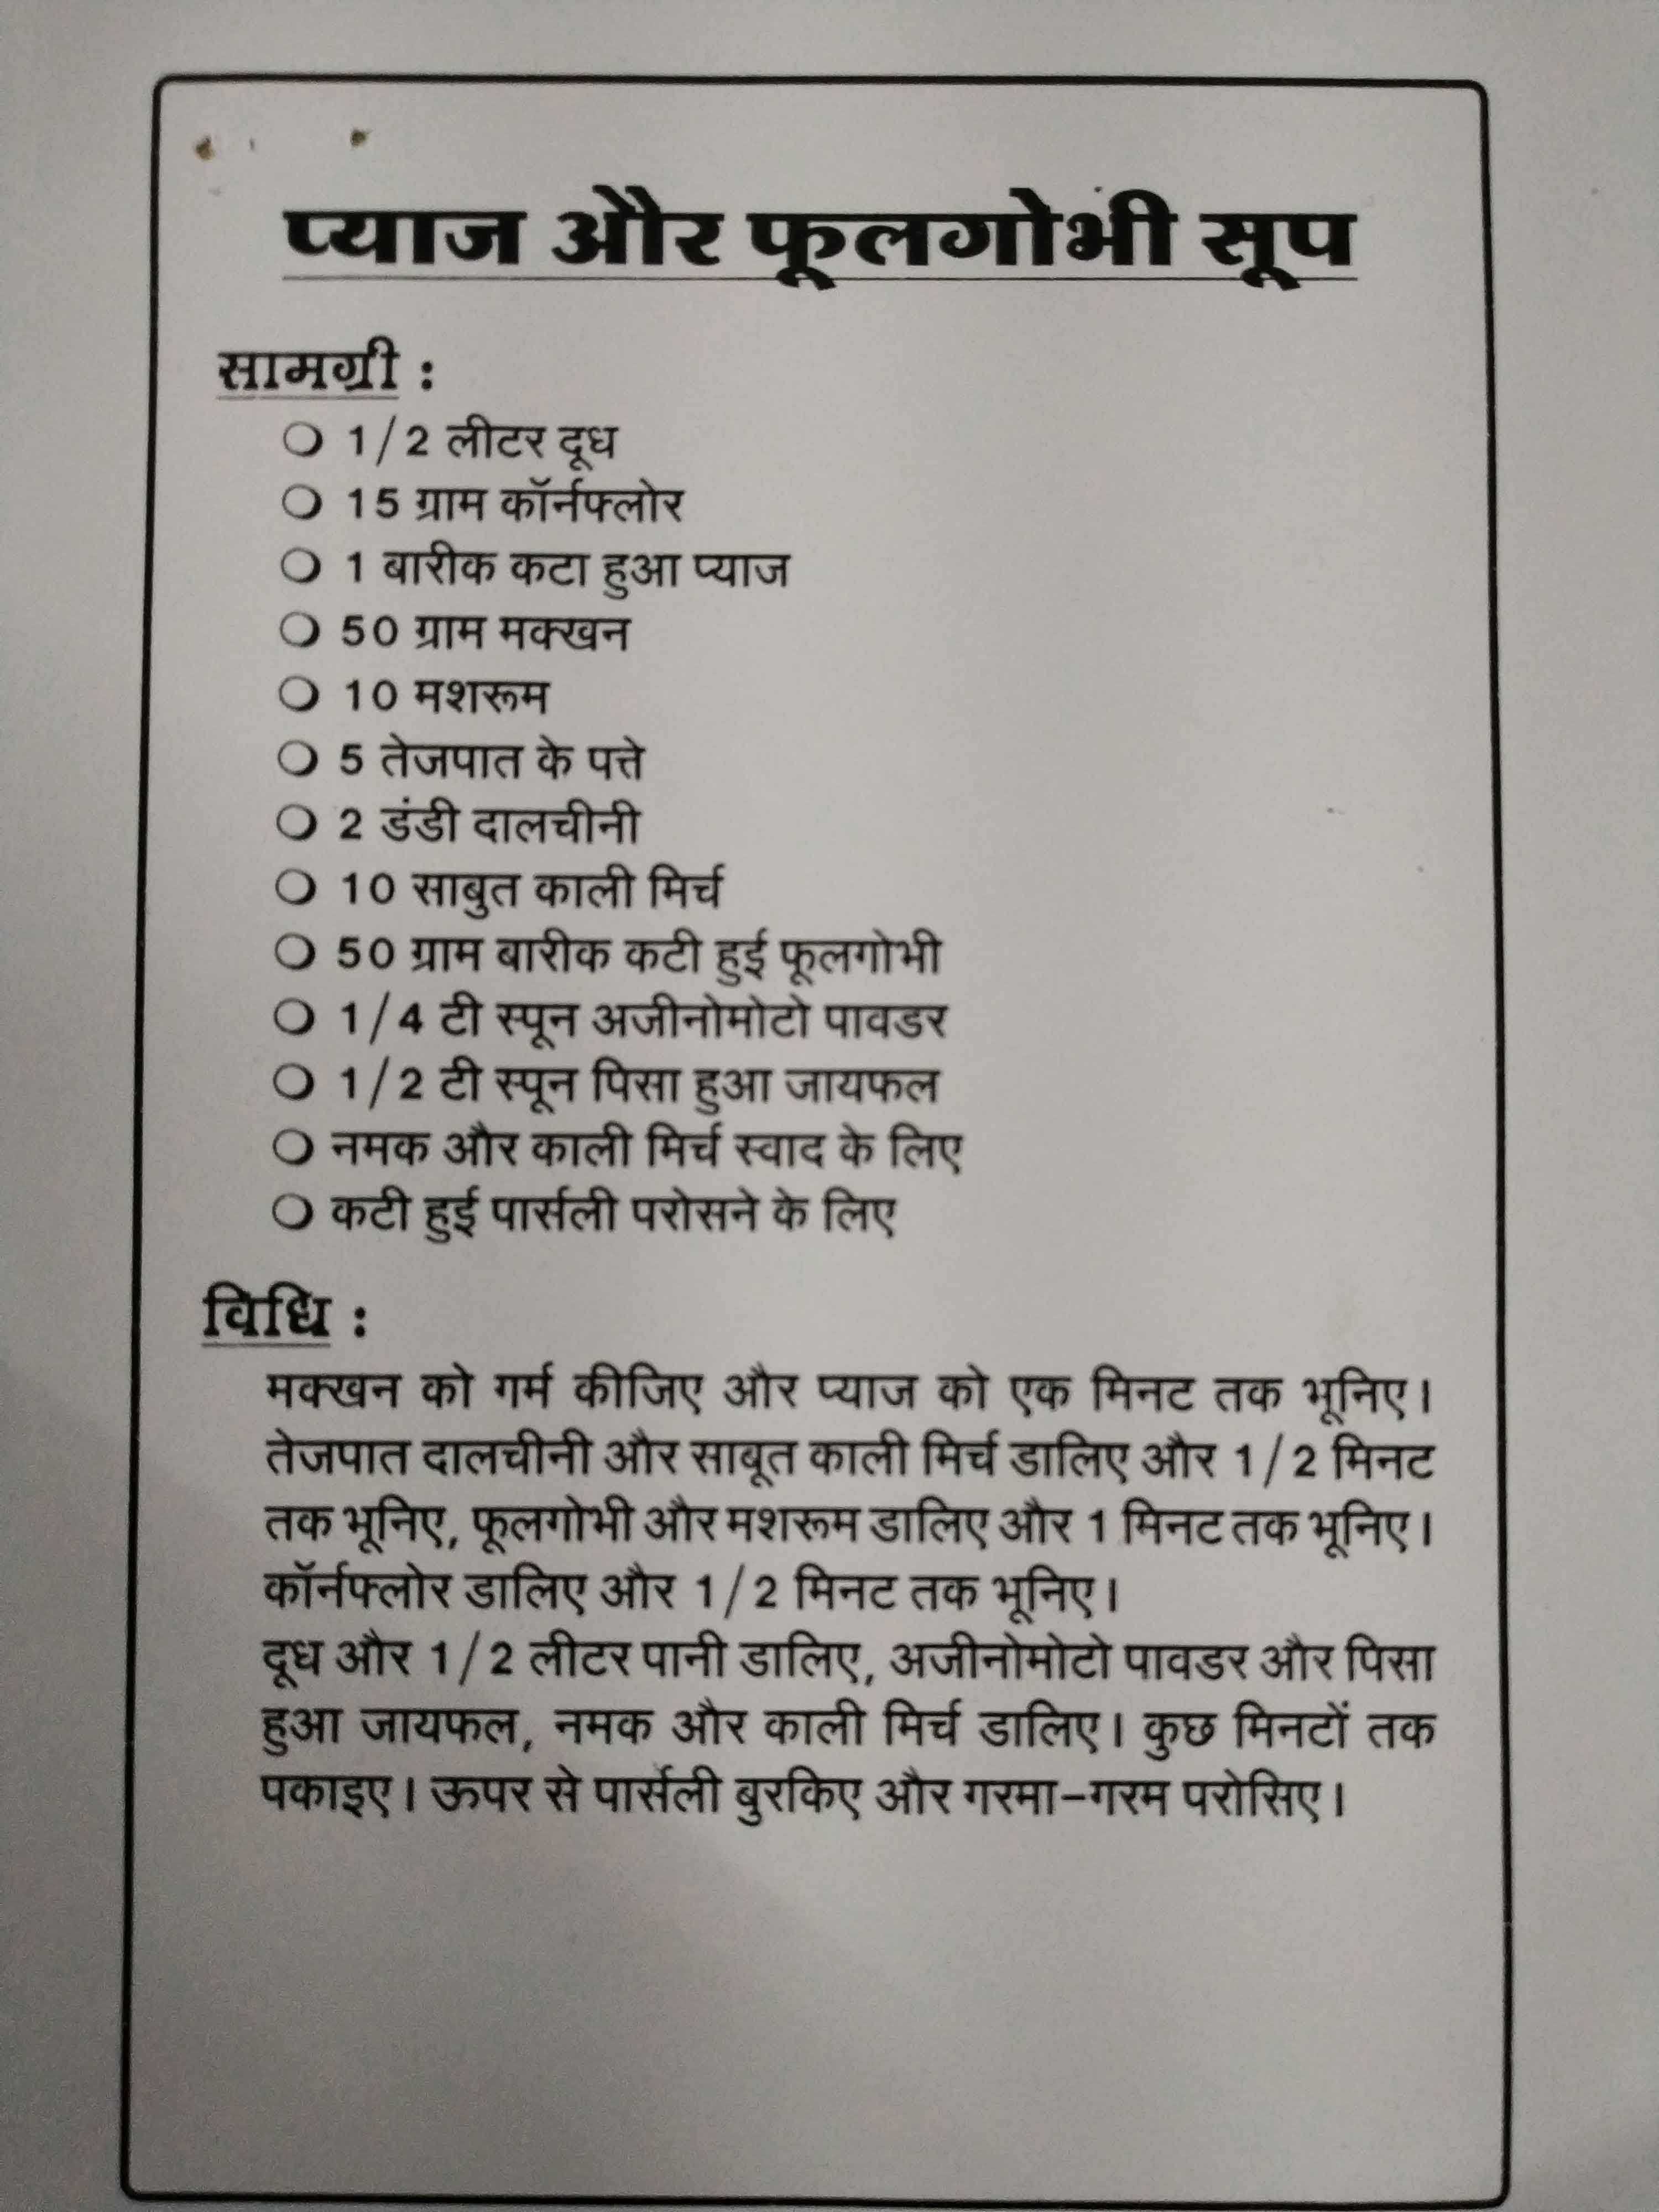 प्याज और फूलगोभी सूप
सामग्री :
❍ 1/2 लीटर दूध
❍ 15 ग्राम कॉर्नफ्लोर
❍ 1 बारीक कटा हुआ प्याज
❍ 50 ग्राम मक्खन
❍ 10 मशरूम
❍ 5 तेजपात के पत्ते
❍ 2 डंडी दालचीनी
❍ 10 साबुत काली मिर्च
❍ 50 ग्राम बारीक कटी हुई फूलगोभी
❍ 1/4 टी स्पून अजीनोमोटो पावडर
❍ 1/2 टी स्पून पिसा हुआ जायफल
❍ नमक और काली मिर्च स्वाद के लिए
❍ कटी हुई पार्सली परोसने के लिए
विधि :
मक्खन को गर्म कीजिए और प्याज को एक मिनट तक भूनिए।
तेजपात दालचीनी और साबूत काली मिर्च डालिए और 1/2 मिनट
तक भूनिए, फूलगोभी और मशरूम डालिए और 1 मिनट तक भूनिए।
कॉर्नफ्लोर डालिए और 1/2 मिनट तक भूनिए।
दूध और 1/2 लीटर पानी डालिए, अजीनोमोटो पावडर और पिसा
हुआ जायफल, नमक और काली मिर्च डालिए। कुछ मिनटों तक
पकाइए। ऊपर से पार्सली बुरकिए और गरमा-गरम परोसिए।